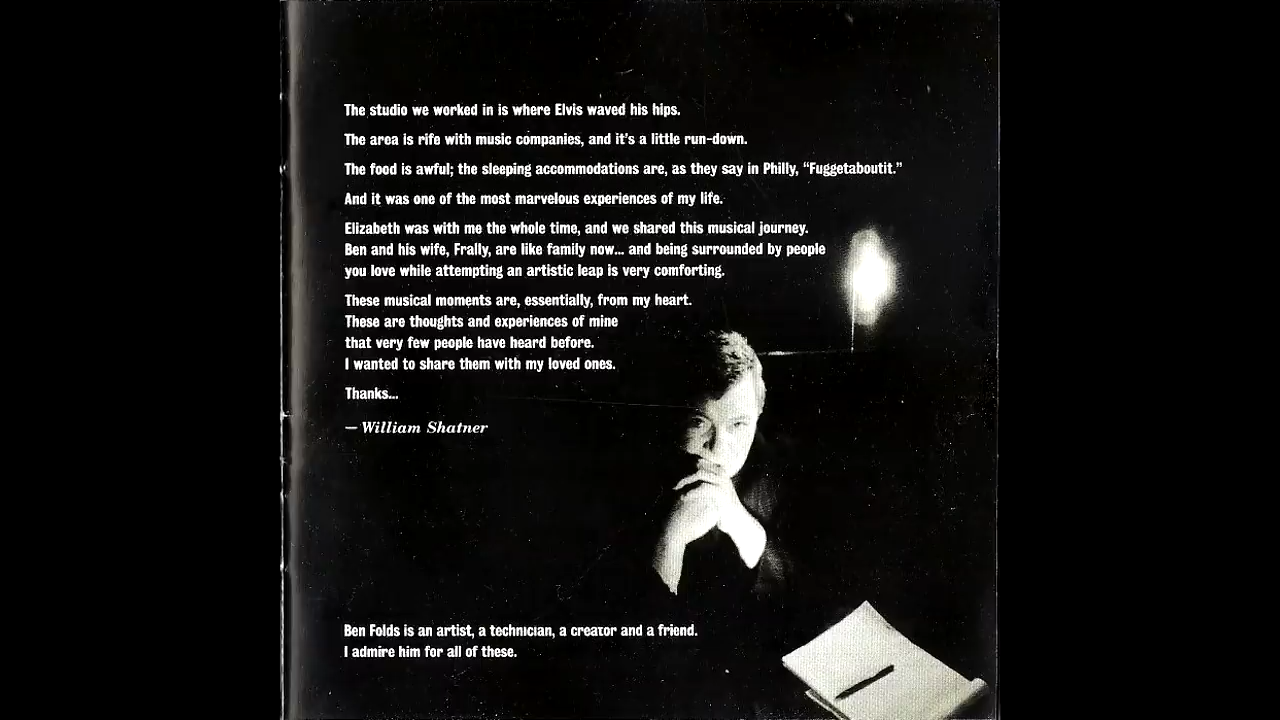 The studio we worked in is where Elvis waved his hips.
The area is rife with music companies, and it's a little run-down.
The food is awful; the sleeping accommodations are, as they say in Philly, “Fuggetaboutit.”
And it was one of the most marvelous experiences of my life.
Elizabeth was with me the whole time, and we shared this musical journey.
Ben and his wife, Frally, are like family now... and being surrounded by people
you love while attempting an artistic leap is very comforting.
These musical moments are, essentially, from my heart.
These are thoughts and experiences of mine
that very few people have heard before.
I wanted to share them with my loved ones.
Thanks...
— William Shatner
Ben Folds is an artist, a technician, a creator and a friend.
I admire him for all of these.